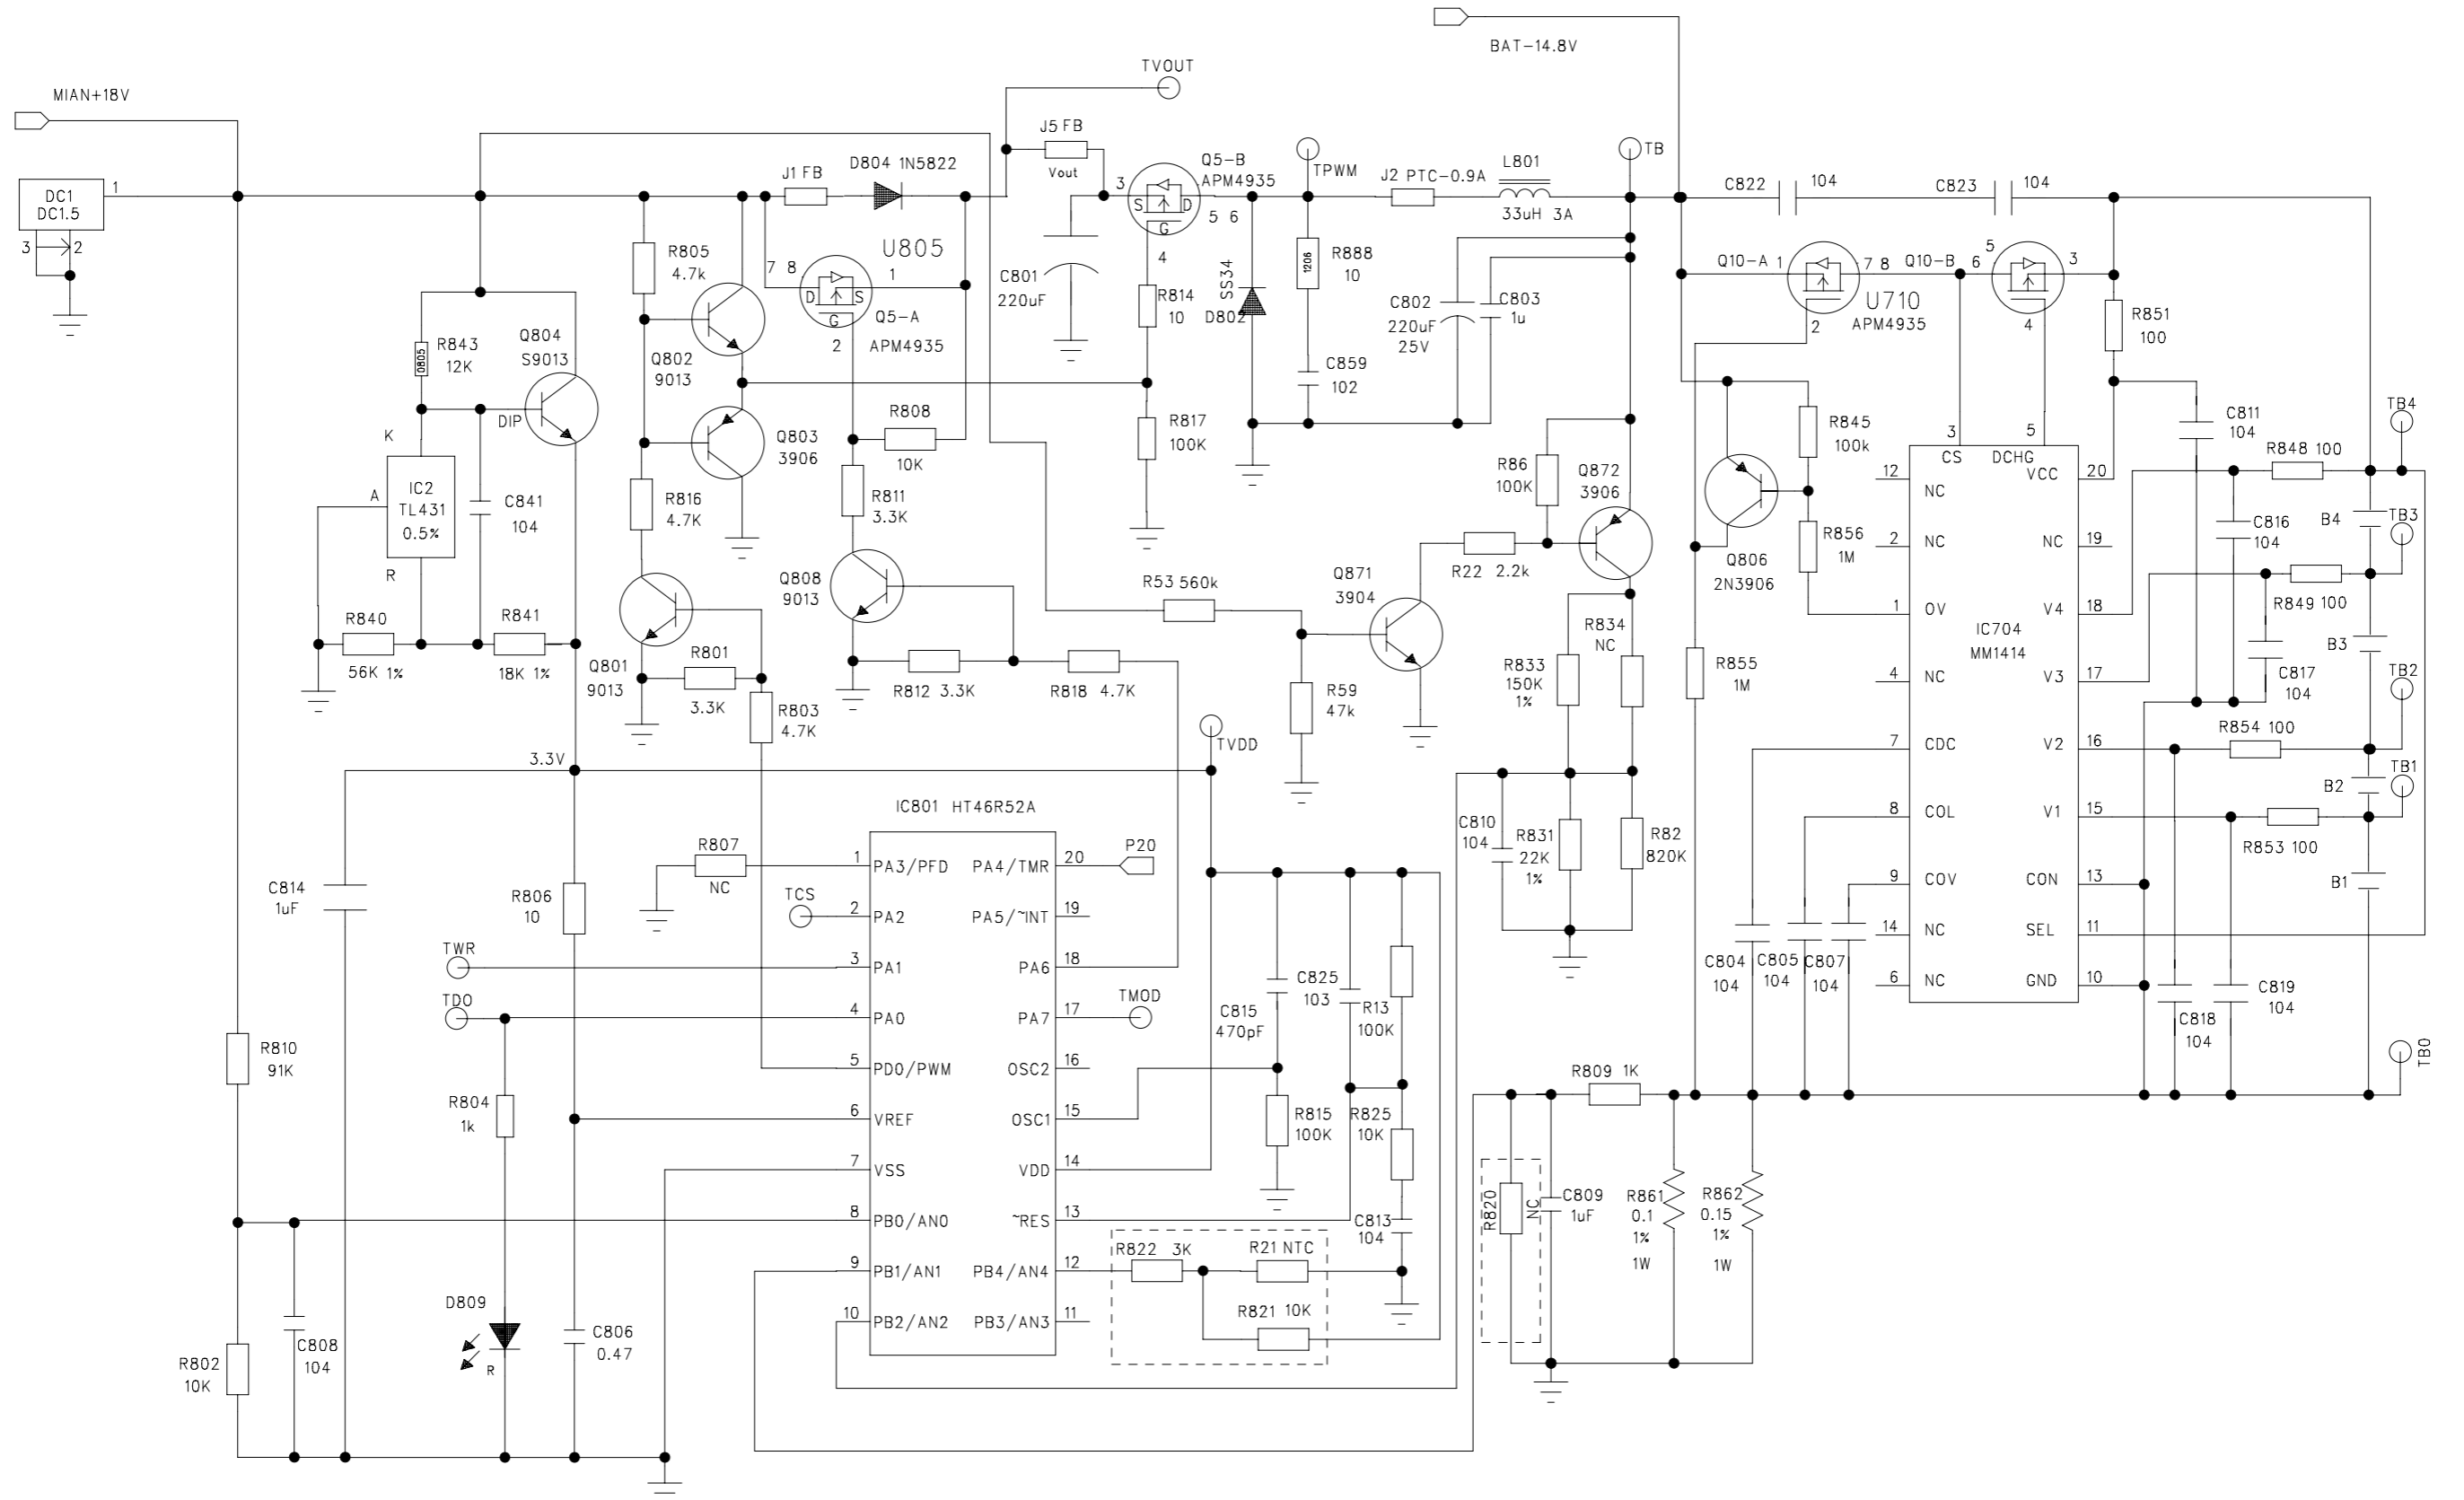 BAT-14.8V
MIAN+18V
TVOUT
DC1
DC1.5
1
3
2
J1 FB
D804 1N5822
J5 FB
Vout
Q5-B
APM4935
3
S
D
G
5 6
4
TPWM
J2 PTC-0.9A
L801
33uH 3A
TB
C822
104
C823
104
R805
4.7k
U805
7 8
1
D
S
G
Q5-A
2
APM4935
C801
220uF
R814
10
SS34
D802
1206
R888
10
C859
102
C802
220uF
25V
C803
1u
Q10-A
1
7 8
Q10-B
6
5
3
U710
APM4935
2
4
R851
100
R843
12K
0805
Q804
S9013
DIP
Q802
9013
Q803
3906
R808
10K
R817
100K
K
A
IC2
TL431
0.5%
R
C841
104
R816
4.7K
R811
3.3K
R86
100K
Q872
3906
R845
100k
R856
1M
Q806
2N3906
C811
104
R848 100
TB4
C816
104
B4
TB3
R849 100
R840
56K 1%
R841
18K 1%
Q801
9013
R801
3.3K
R803
4.7K
Q808
9013
R812 3.3K
R818 4.7K
R53 560k
Q871
3904
R22 2.2k
R59
47k
R833
150K
1%
R834
NC
R855
1M
3
CS
5
DCHG
VCC
20
12
NC
2
NC
NC
19
1
OV
V4
18
IC704
MM1414
4
NC
V3
17
7
CDC
V2
16
8
COL
V1
15
9
COV
CON
13
14
NC
SEL
11
6
NC
GND
10
C817
104
B3
TB2
R854 100
B2
TB1
R853 100
B1
3.3V
TVDD
IC801 HT46R52A
C814
1uF
R806
10
R807
NC
TCS
TWR
TDO
1
PA3/PFD
PA4/TMR
20
P20
2
PA2
PA5/~INT
19
3
PA1
PA6
18
4
PA0
PA7
17
TMOD
5
PD0/PWM
OSC2
16
6
VREF
OSC1
15
7
VSS
VDD
14
8
PB0/AN0
~RES
13
9
PB1/AN1
PB4/AN4
12
10
PB2/AN2
PB3/AN3
11
C810
104
R831
22K
1%
R82
820K
C815
470pF
C825
103
R13
100K
R815
100K
R825
10K
C813
104
R822 3K
R21 NTC
R821 10K
C804
104
C805
104
C807
104
C818
104
C819
104
TB0
R809 1K
R820
NC
C809
1uF
R861
0.1
1%
1W
R862
0.15
1%
1W
R810
91K
R804
1k
D809
R
C806
0.47
C808
104
R802
10K